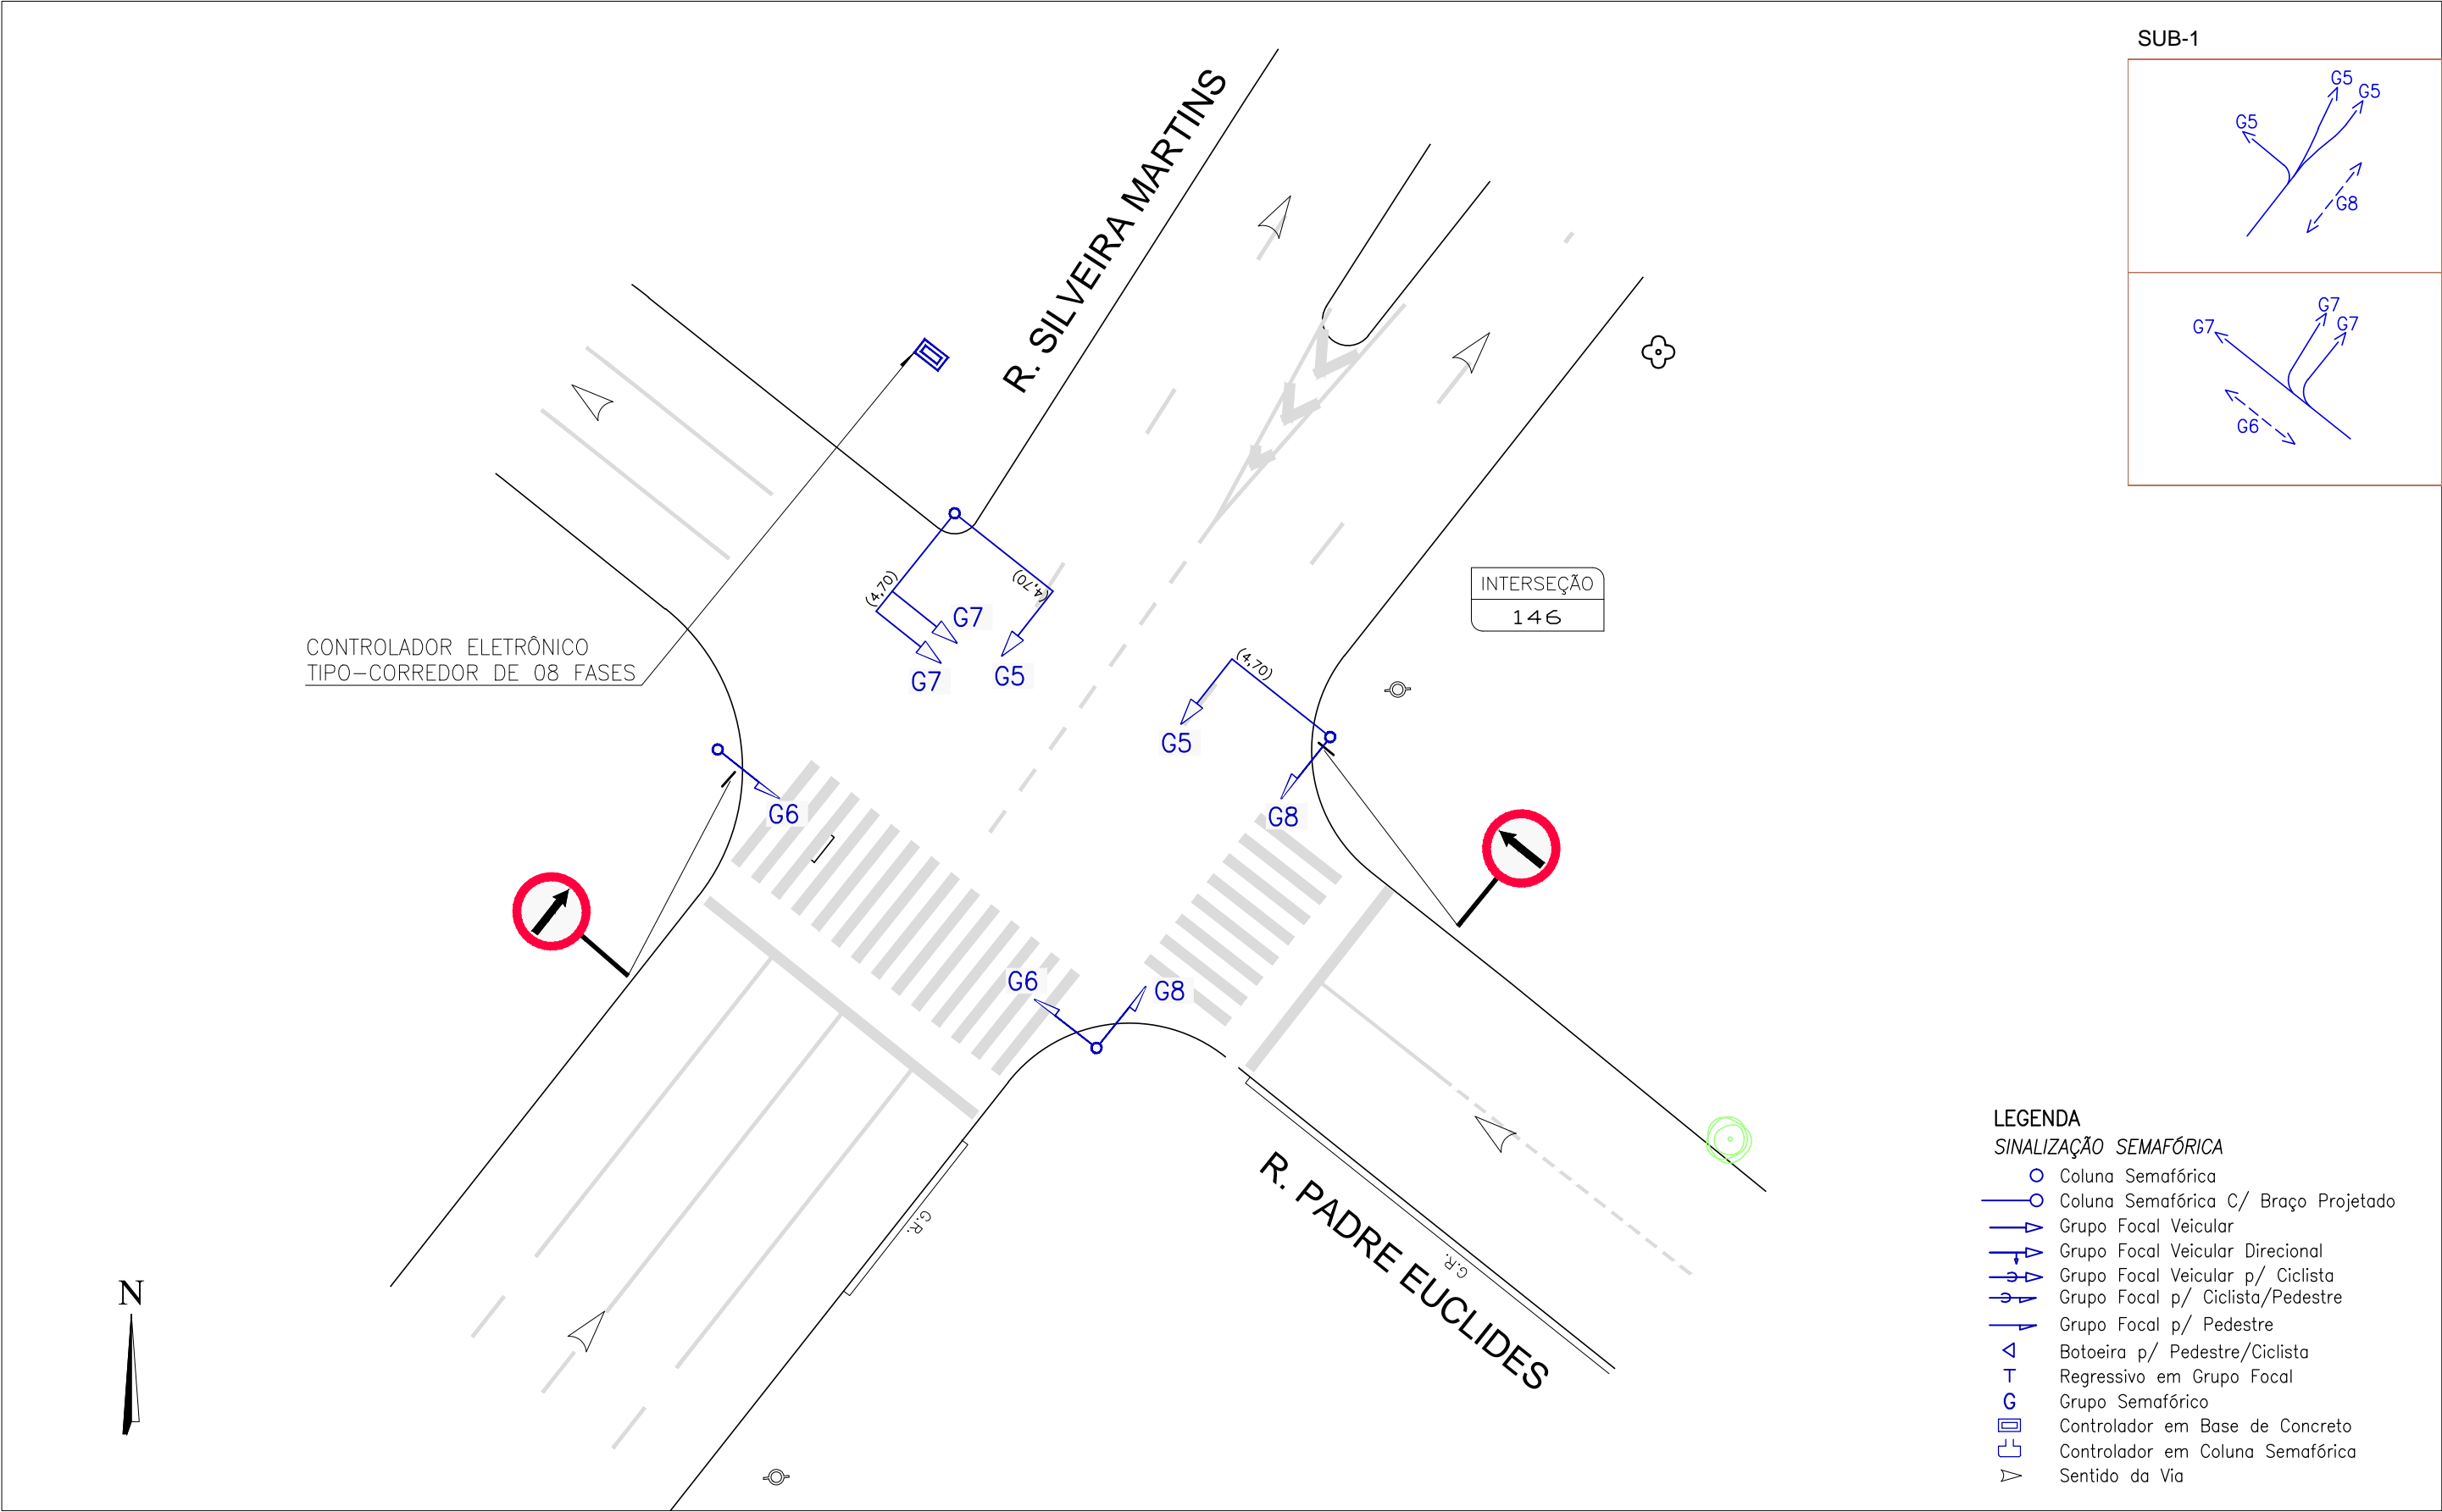 SUB-1
G5
G5
G5
G8
G7
G7
G7
G6
R. SILVEIRA MARTINS
INTERSEÇÃO
146
(4,70)
(4,70)
G7
G7
G5
(4,70)
G5
CONTROLADOR ELETRÔNICO
TIPO-CORREDOR DE 08 FASES
G6
G8
G6
G8
G.R.
R. PADRE EUCLIDES
G.R.
N
LEGENDA
SINALIZAÇÃO SEMAFÓRICA
Coluna Semafórica
Coluna Semafórica C/ Braço Projetado
Grupo Focal Veicular
Grupo Focal Veicular Direcional
Grupo Focal Veicular p/ Ciclista
Grupo Focal p/ Ciclista/Pedestre
Grupo Focal p/ Pedestre
Botoeira p/ Pedestre/Ciclista
T Regressivo em Grupo Focal
G Grupo Semafórico
Controlador em Base de Concreto
Controlador em Coluna Semafórica
Sentido da Via